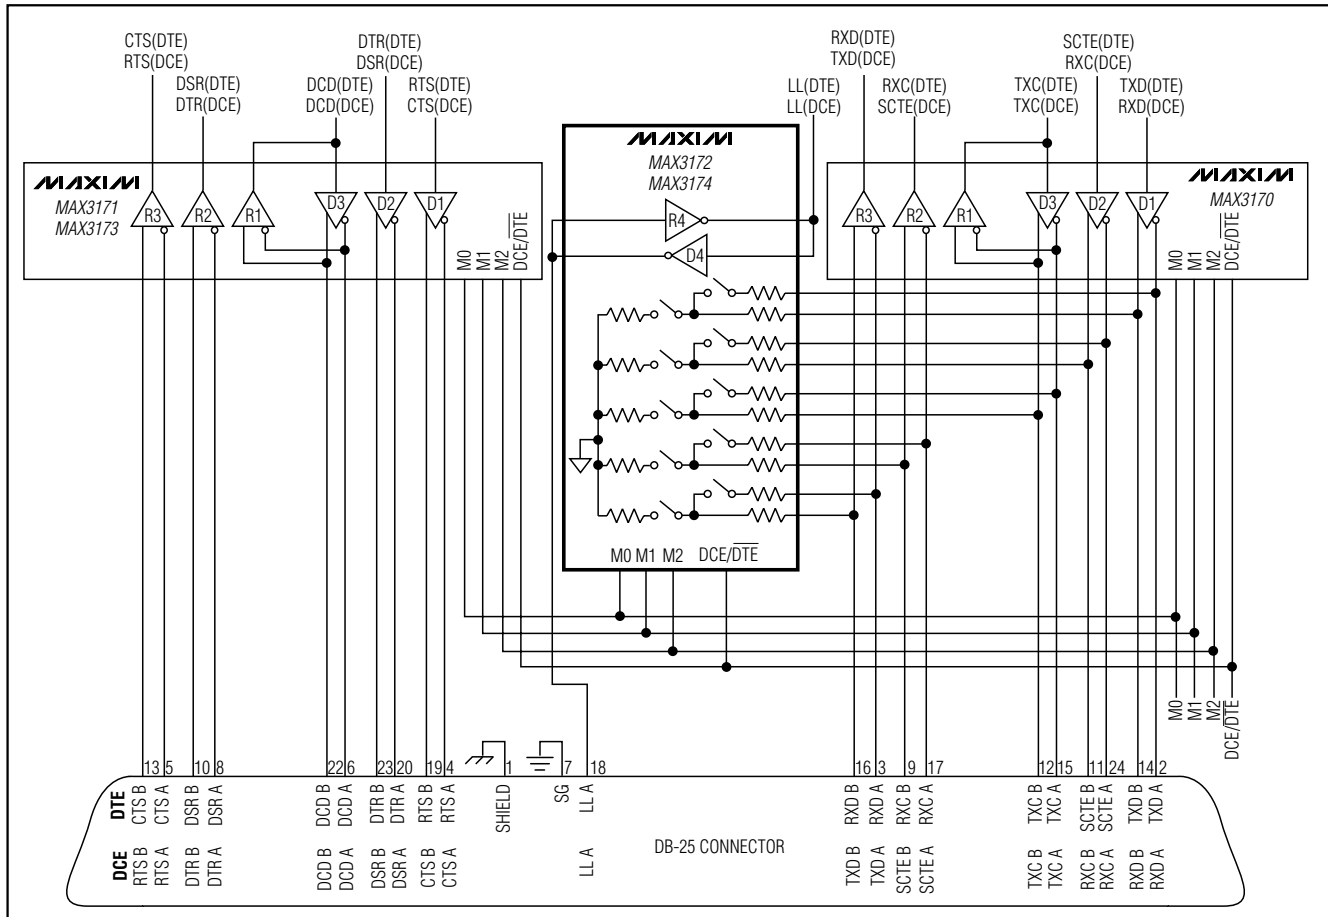 CTS(DTE)
RTS(DCE)
DSR(DTE)
DTR(DCE)
DCD(DTE)
DCD(DCE)
DTR(DTE)
DSR(DCE)
RTS(DTE)
CTS(DCE)
LL(DTE)
LL(DCE)
RXD(DTE)
TXD(DCE)
RXC(DTE)
SCTE(DCE)
TXC(DTE)
TXC(DCE)
SCTE(DTE)
RXC(DCE)
TXD(DTE)
RXD(DCE)
MAXIM
MAX3171
MAX3173
R3
R2
R1
D3
D2
D1
M0
M1
M2
DCE/DTE
MAXIM
MAX3172
MAX3174
R4
D4
M0 M1 M2 DCE/DTE
R3
R2
R1
D3
D2
D1
MAXIM
MAX3170
M0
M1
M2
DCE/DTE
M0
M1
M2
DCE/DTE
13 5 10 8 22 6 23 20 19 4 1 7 18 16 3 9 17 12 15 11 24 14 2
DTE
CTS B
CTS A
DSR B
DSR A
DCD B
DCD A
DTR B
DTR A
RTS B
RTS A
SHIELD
SG
LL A
RXD B
RXD A
RXC B
RXC A
TXC B
TXC A
SCTE B
SCTE A
TXD B
TXD A
DCE
RTS B
RTS A
DTR B
DTR A
DCD B
DCD A
DSR B
DSR A
CTS B
CTS A
LL A
DB-25 CONNECTOR
TXD B
TXD A
SCTE B
SCTE A
TXC B
TXC A
RXC B
RXC A
RXD B
RXD A